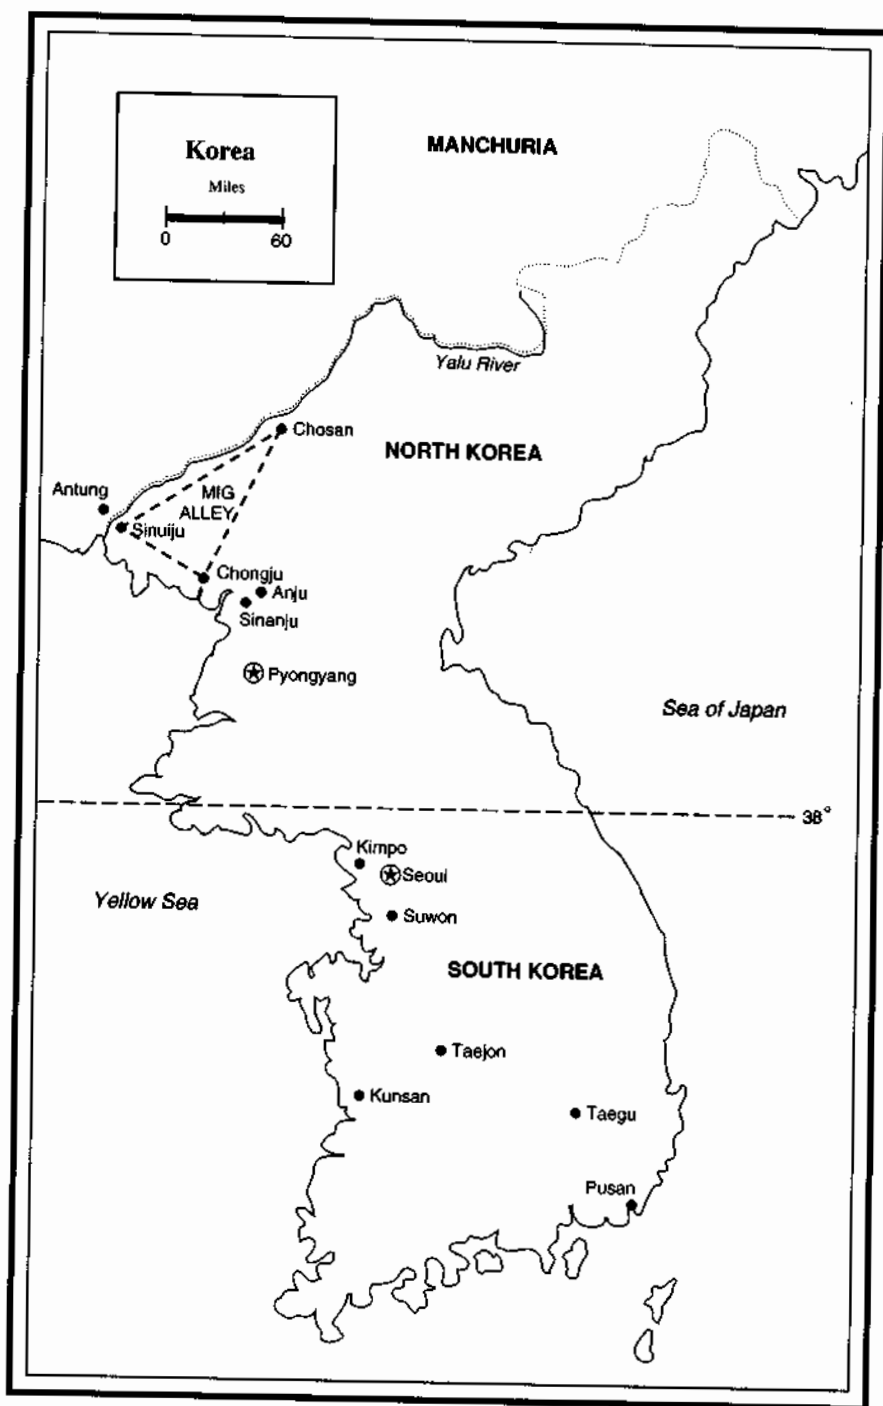 Korea
Miles
0 60
MANCHURIA
Yalu River
Chosan
NORTH KOREA
MIG
ALLEY
Antung
Sinuiju
Chongju
Anju
Sinanju
Pyongyang
Sea of Japan
38°
Kimpo
Seoul
Yellow Sea
Suwon
SOUTH KOREA
Taejon
Kunsan
Taegu
Pusan